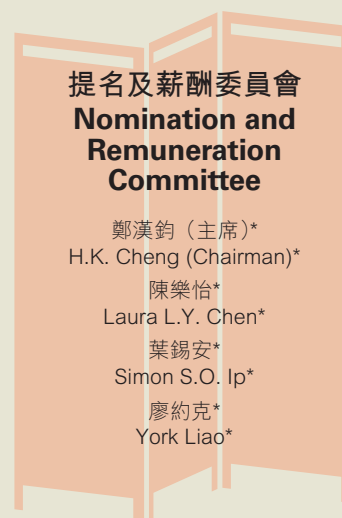 提名及薪酬委員會
Nomination and
Remuneration
Committee
鄭漢鈞（主席）*
H.K. Cheng (Chairman)*
陳樂怡*
Laura L.Y. Chen*
葉錫安*
Simon S.O. Ip*
廖約克*
York Liao*